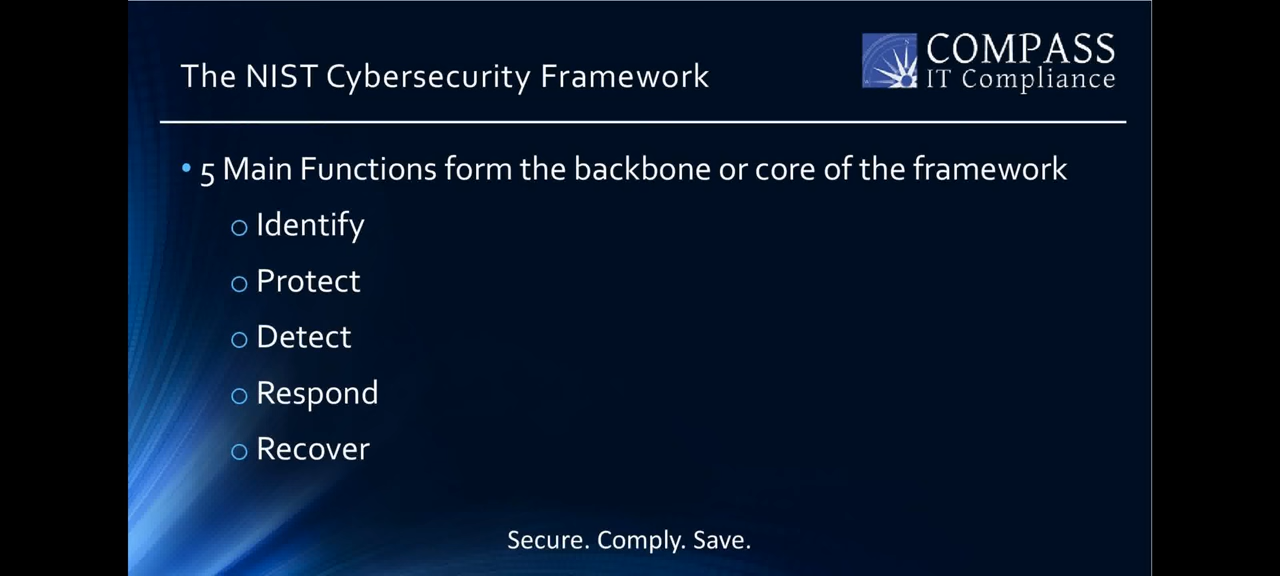 The NIST Cybersecurity Framework
COMPASS
IT Compliance
• 5 Main Functions form the backbone or core of the framework
○ Identify
○ Protect
○ Detect
○ Respond
○ Recover
Secure. Comply. Save.